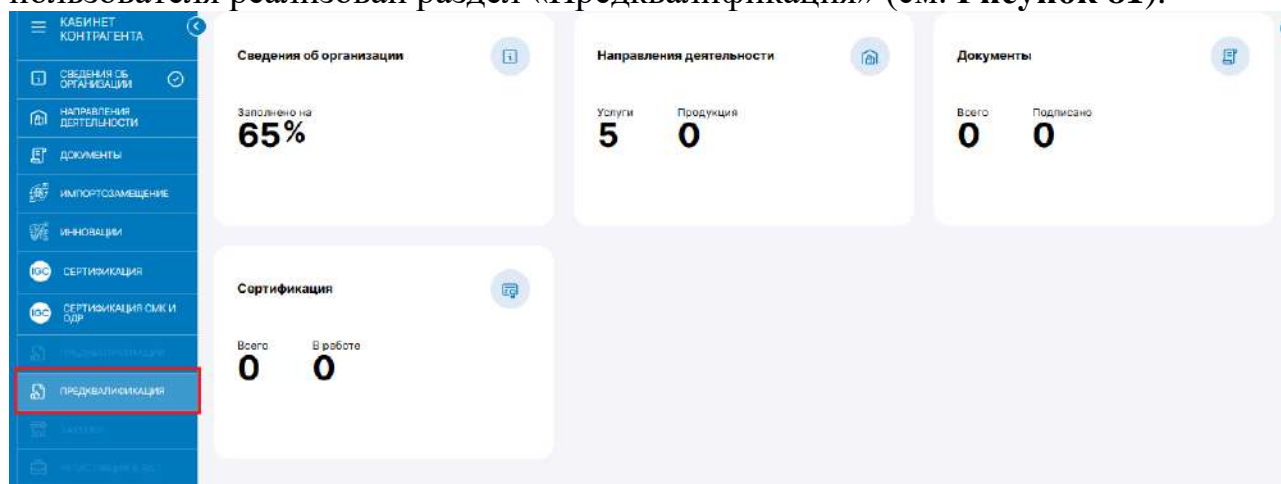 пользователя реализован раздел «Предквалификация» (см. Рисунок 81).
КАБИНЕТ
КОНТРАГЕНТА
СВЕДЕНИЯ ОБ
ОРГАНИЗАЦИИ
НАПРАВЛЕНИЯ
ДЕЯТЕЛЬНОСТИ
ДОКУМЕНТЫ
ИМПОРТОЗАМЕЩЕНИЕ
ИННОВАЦИИ
IGC СЕРТИФИКАЦИЯ
IGC СЕРТИФИКАЦИЯ СМК И
ОДР
ПРЕДКВАЛИФИКАЦИЯ
Сведения об организации
Заполнено на
65%
Направления деятельности
Услуги Продукция
5 0
Документы
Всего Подписано
0 0
Сертификация
Всего В работе
0 0